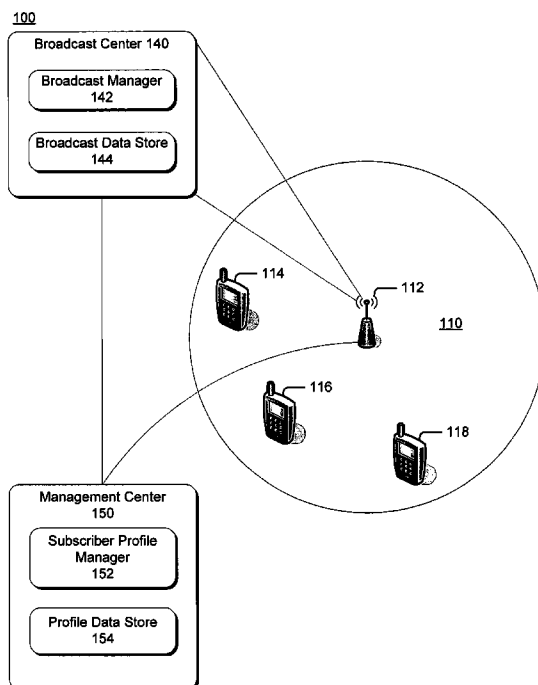 100
Broadcast Center 140
Broadcast Manager
142
Broadcast Data Store
144
114
112
110
116
118
Management Center
150
Subscriber Profile
Manager
152
Profile Data Store
154